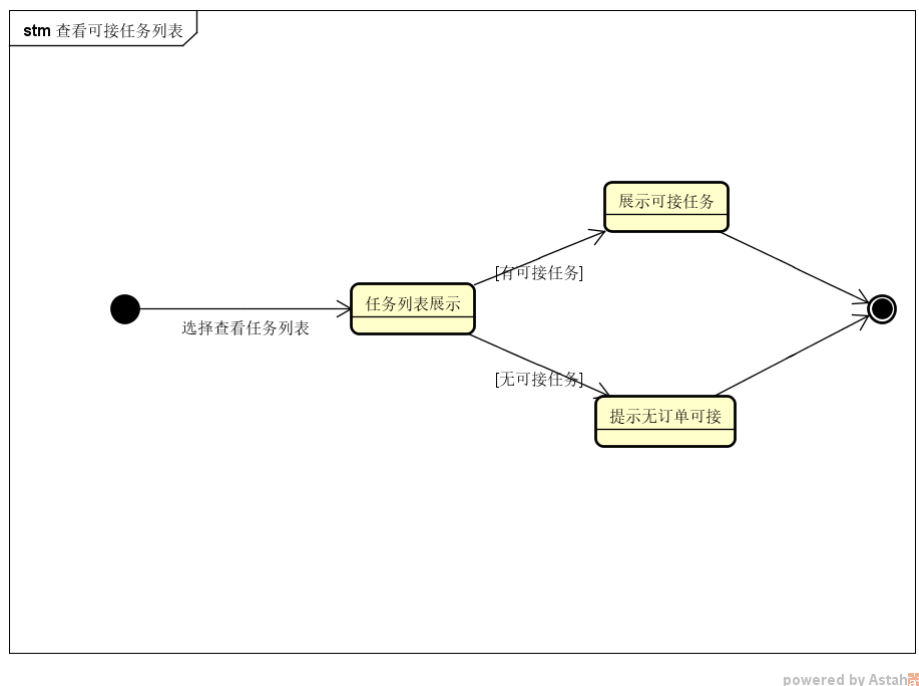 stm 查看可接任务列表
展示可接任务
[有可接任务]
任务列表展示
选择查看任务列表
[无可接任务]
提示无订单可接
powered by Astah